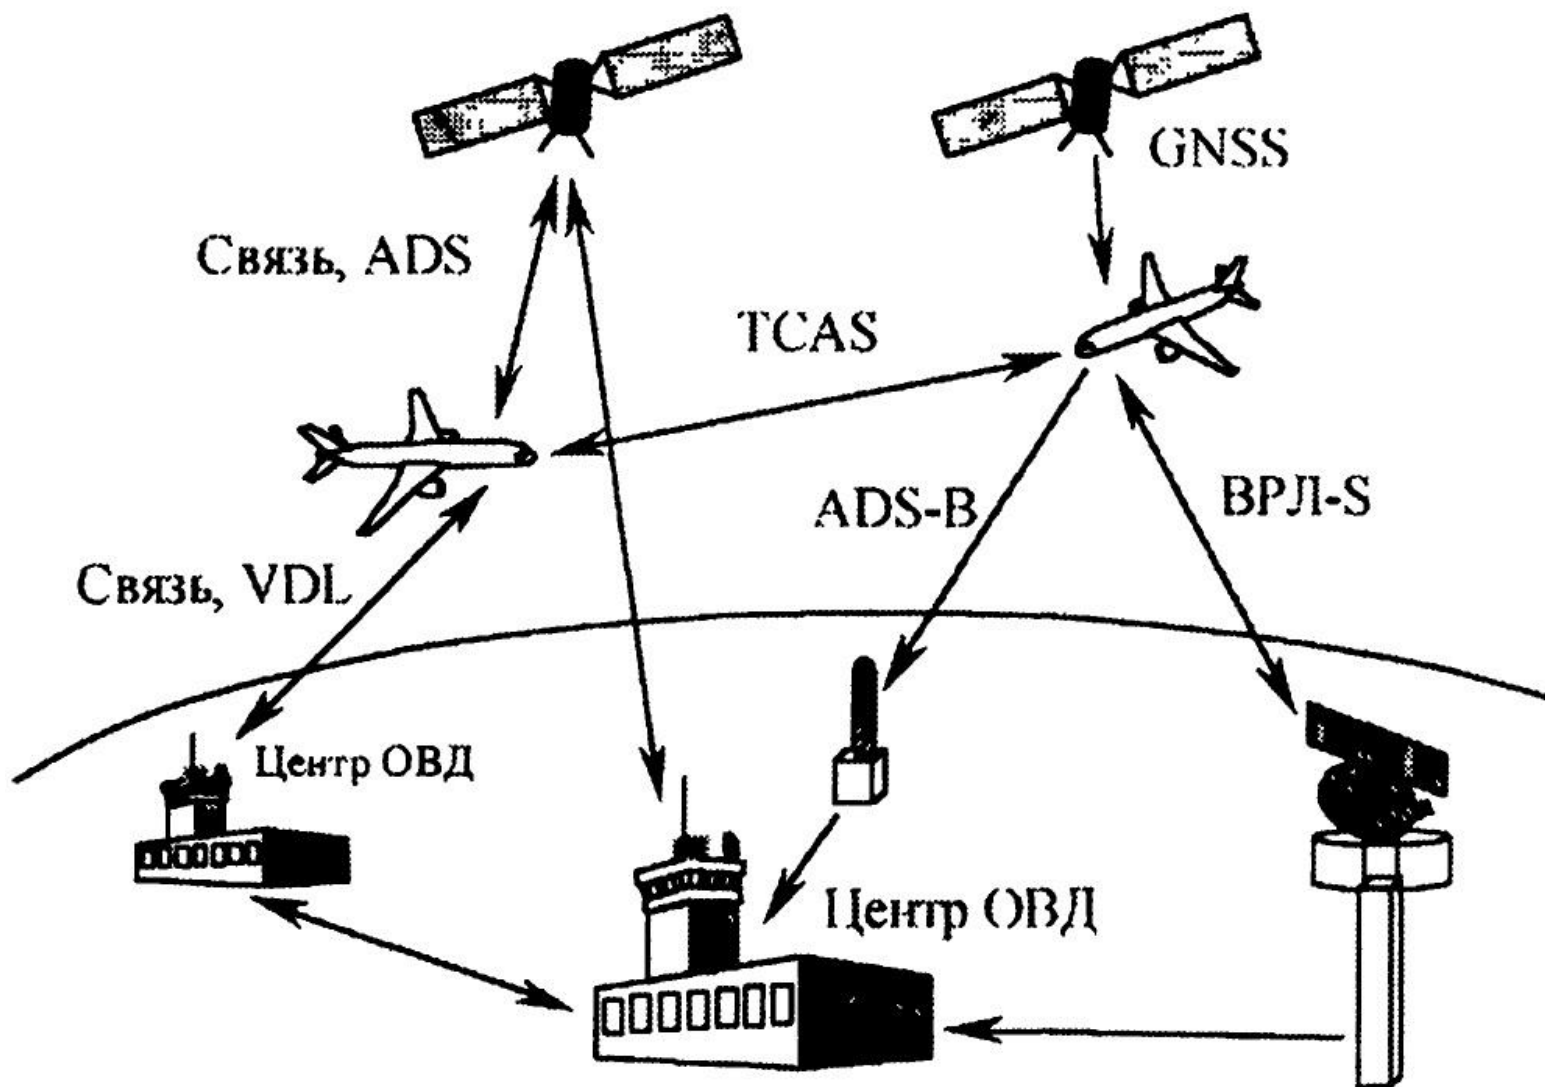 GNSS
Связь, ADS
TCAS
ADS-B
ВРЛ-S
Связь, VDL
Центр ОВД
Центр ОВД